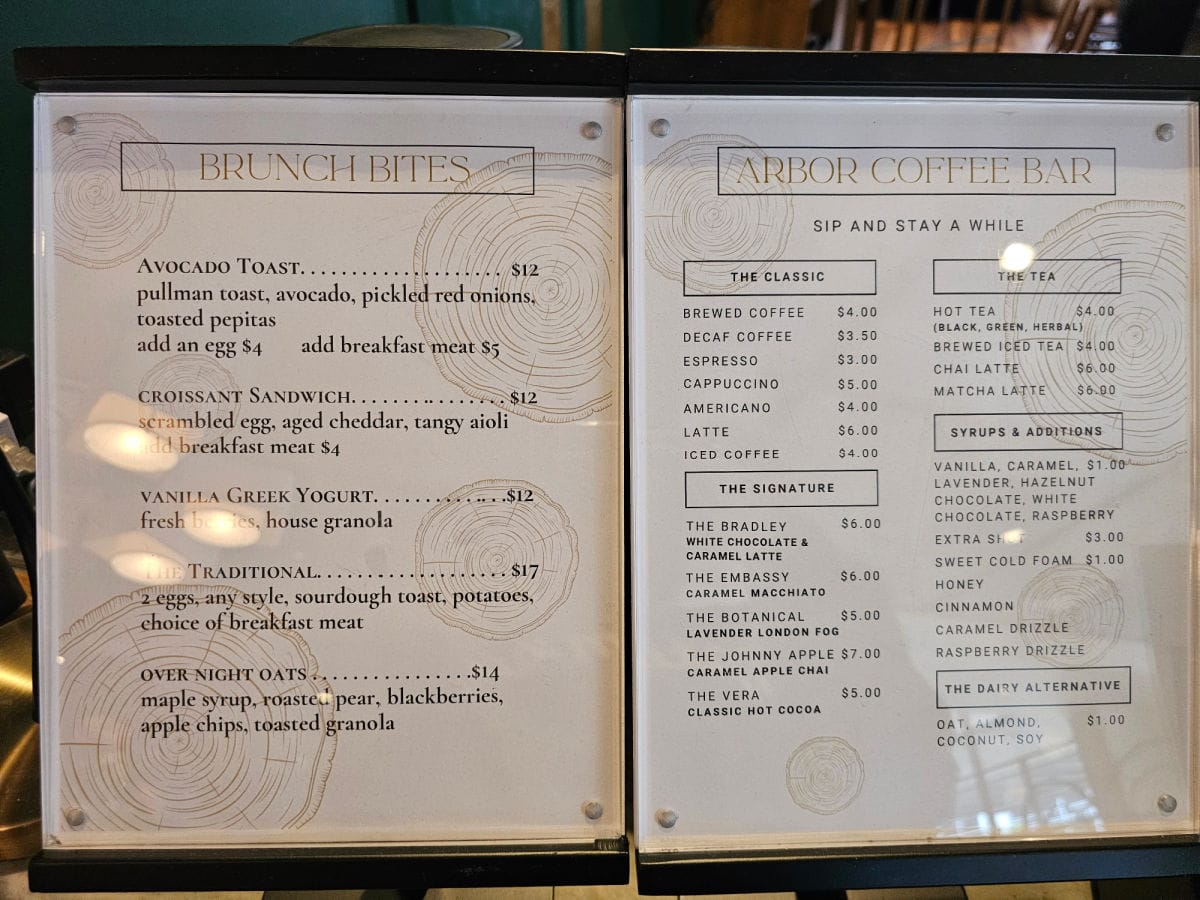 BRUNCH BITES
AVOCADO TOAST. . . . . . . . . . . . . . . . . . . . $12
pullman toast, avocado, pickled red onions,
toasted pepitas
add an egg $4 add breakfast meat $5
CROISSANT SANDWICH. . . . . . . . . . . . . . . . $12
scrambled egg, aged cheddar, tangy aioli
add breakfast meat $4
VANILLA GREEK YOGURT. . . . . . . . . . . . . .$12
fresh berries, house granola
THE TRADITIONAL. . . . . . . . . . . . . . . . . . . . $17
2 eggs, any style, sourdough toast, potatoes,
choice of breakfast meat
OVER NIGHT OATS . . . . . . . . . . . . . . . . .$14
maple syrup, roasted pear, blackberries,
apple chips, toasted granola
ARBOR COFFEE BAR
SIP AND STAY A WHILE
THE CLASSIC
BREWED COFFEE $4.00
DECAF COFFEE $3.50
ESPRESSO $3.00
CAPPUCCINO $5.00
AMERICANO $4.00
LATTE $6.00
ICED COFFEE $4.00
THE SIGNATURE
THE BRADLEY $6.00
WHITE CHOCOLATE &
CARAMEL LATTE
THE EMBASSY $6.00
CARAMEL MACCHIATO
THE BOTANICAL $5.00
LAVENDER LONDON FOG
THE JOHNNY APPLE $7.00
CARAMEL APPLE CHAI
THE VERA $5.00
CLASSIC HOT COCOA
THE TEA
HOT TEA $4.00
(BLACK, GREEN, HERBAL)
BREWED ICED TEA $4.00
CHAI LATTE $6.00
MATCHA LATTE $6.00
SYRUPS & ADDITIONS
VANILLA, CARAMEL, $1.00
LAVENDER, HAZELNUT
CHOCOLATE, WHITE
CHOCOLATE, RASPBERRY
EXTRA SHOT $3.00
SWEET COLD FOAM $1.00
HONEY
CINNAMON
CARAMEL DRIZZLE
RASPBERRY DRIZZLE
THE DAIRY ALTERNATIVE
OAT, ALMOND, $1.00
COCONUT, SOY